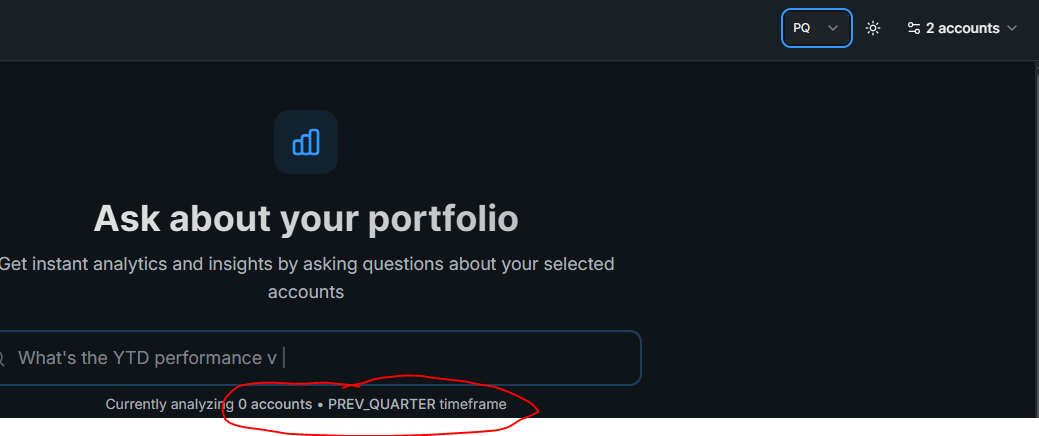 PQ
2 accounts
Ask about your portfolio
Get instant analytics and insights by asking questions about your selected
accounts
What's the YTD performance v
Currently analyzing 0 accounts • PREV_QUARTER timeframe